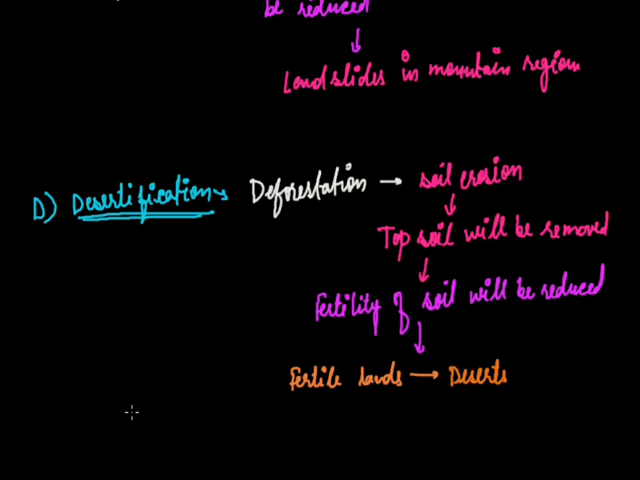 be reduced
↓
Landslides in mountain region
D) Desertification → Deforestation → soil erosion
↓
Top soil will be removed
↓
Fertility of soil will be reduced
↓
Fertile lands → Deserts